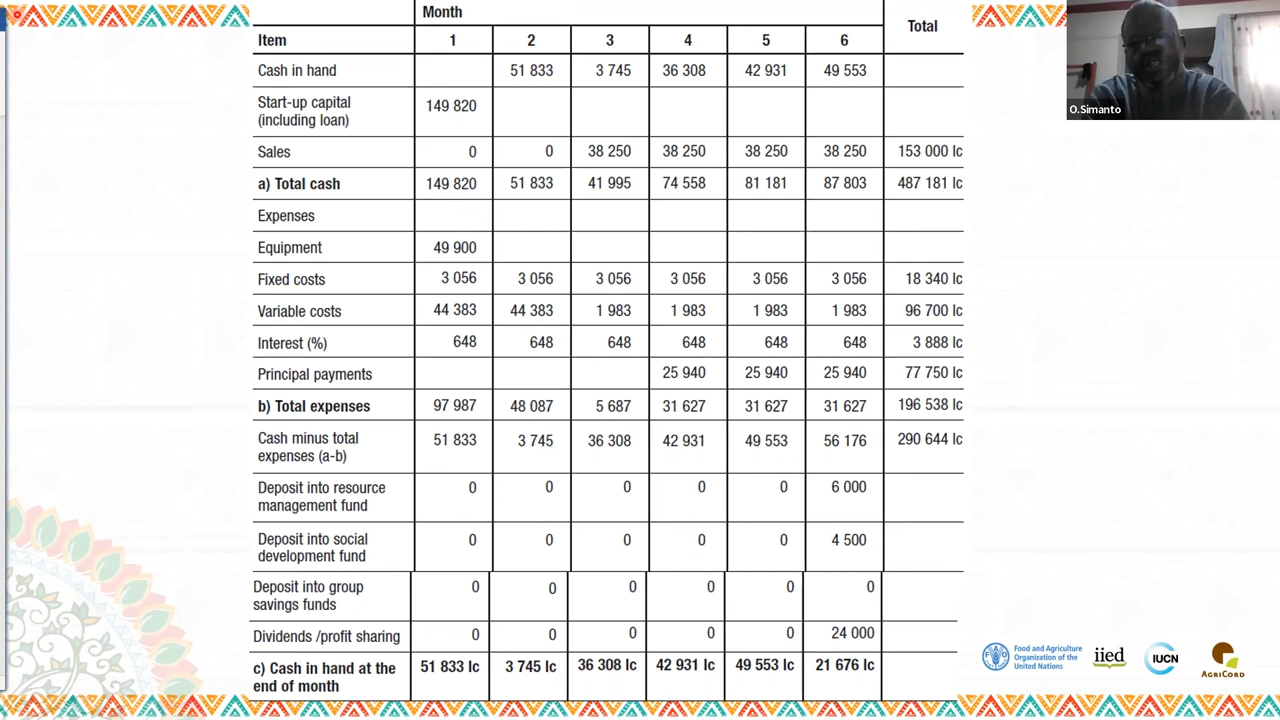 Month
Total
Item 1 2 3 4 5 6
Cash in hand 51 833 3 745 36 308 42 931 49 553
Start-up capital
(including loan) 149 820
Sales 0 0 38 250 38 250 38 250 38 250 153 000 lc
a) Total cash 149 820 51 833 41 995 74 558 81 181 87 803 487 181 lc
Expenses
Equipment 49 900
Fixed costs 3 056 3 056 3 056 3 056 3 056 3 056 18 340 lc
Variable costs 44 383 44 383 1 983 1 983 1 983 1 983 96 700 lc
Interest (%) 648 648 648 648 648 648 3 888 lc
Principal payments 25 940 25 940 25 940 77 750 lc
b) Total expenses 97 987 48 087 5 687 31 627 31 627 31 627 196 538 lc
Cash minus total
expenses (a-b) 51 833 3 745 36 308 42 931 49 553 56 176 290 644 lc
Deposit into resource
management fund 0 0 0 0 0 6 000
Deposit into social
development fund 0 0 0 0 0 4 500
Deposit into group
savings funds 0 0 0 0 0 0
Dividends /profit sharing 0 0 0 0 0 24 000
c) Cash in hand at the
end of month 51 833 lc 3 745 lc 36 308 lc 42 931 lc 49 553 lc 21 676 lc
O.Simanto
Food and Agriculture
Organization of the
United Nations
iied
IUCN
AGRICORD